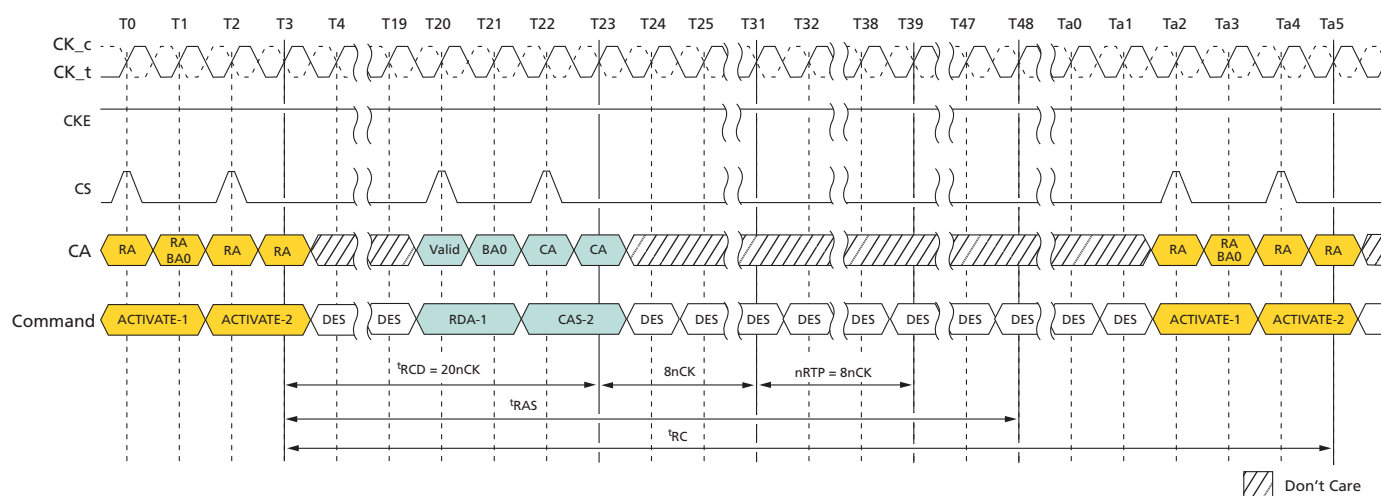 T0 T1 T2 T3 T4 T19 T20 T21 T22 T23 T24 T25 T31 T32 T38 T39 T47 T48 Ta0 Ta1 Ta2 Ta3 Ta4 Ta5
CK_c
CK_t
CKE
CS
CA RA RA BA0 RA RA Valid BA0 CA CA RA RA BA0 RA RA
Command ACTIVATE-1 ACTIVATE-2 DES DES RDA-1 CAS-2 DES DES DES DES DES DES DES DES DES DES ACTIVATE-1 ACTIVATE-2
tRCD = 20nCK 8nCK nRTP = 8nCK
tRAS
tRC
Don't Care